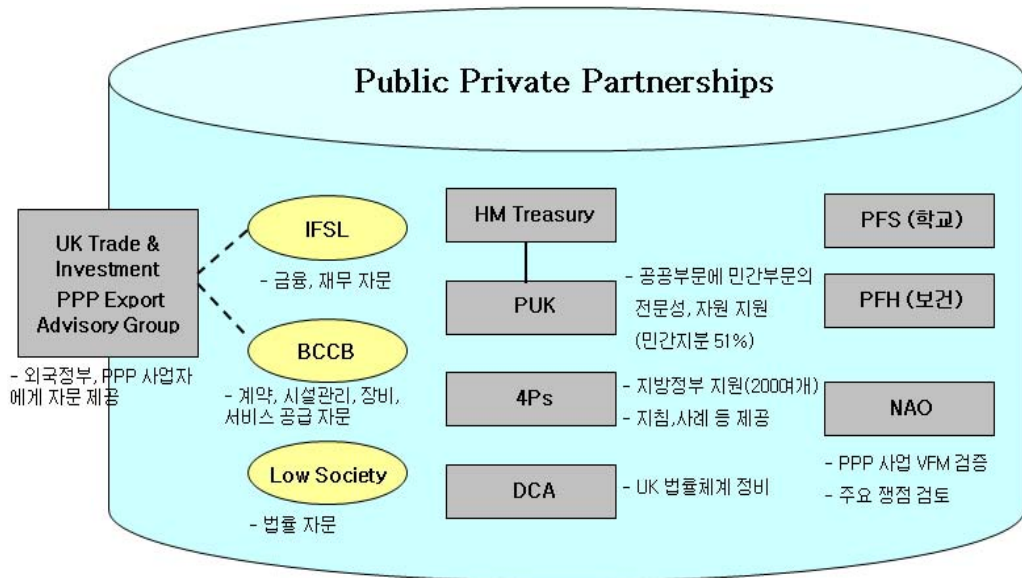 Public Private Partnerships
UK Trade &
Investment
PPP Export
Advisory Group
- 외국정부, PPP 사업자
에게 자문 제공
IFSL
- 금융, 재무 자문
BCCB
- 계약, 시설관리, 장비,
서비스 공급 자문
Low Society
- 법률 자문
HM Treasury
PUK
- 공공부문에 민간부문의
전문성, 자원 지원
(민간지분 51%)
4Ps
- 지방정부 지원(2000여개)
- 지침,사례 등 제공
DCA
- UK 법률체계 정비
PFS (학교)
PFH (보건)
NAO
- PPP 사업 VFM 검증
- 주요 쟁점 검토